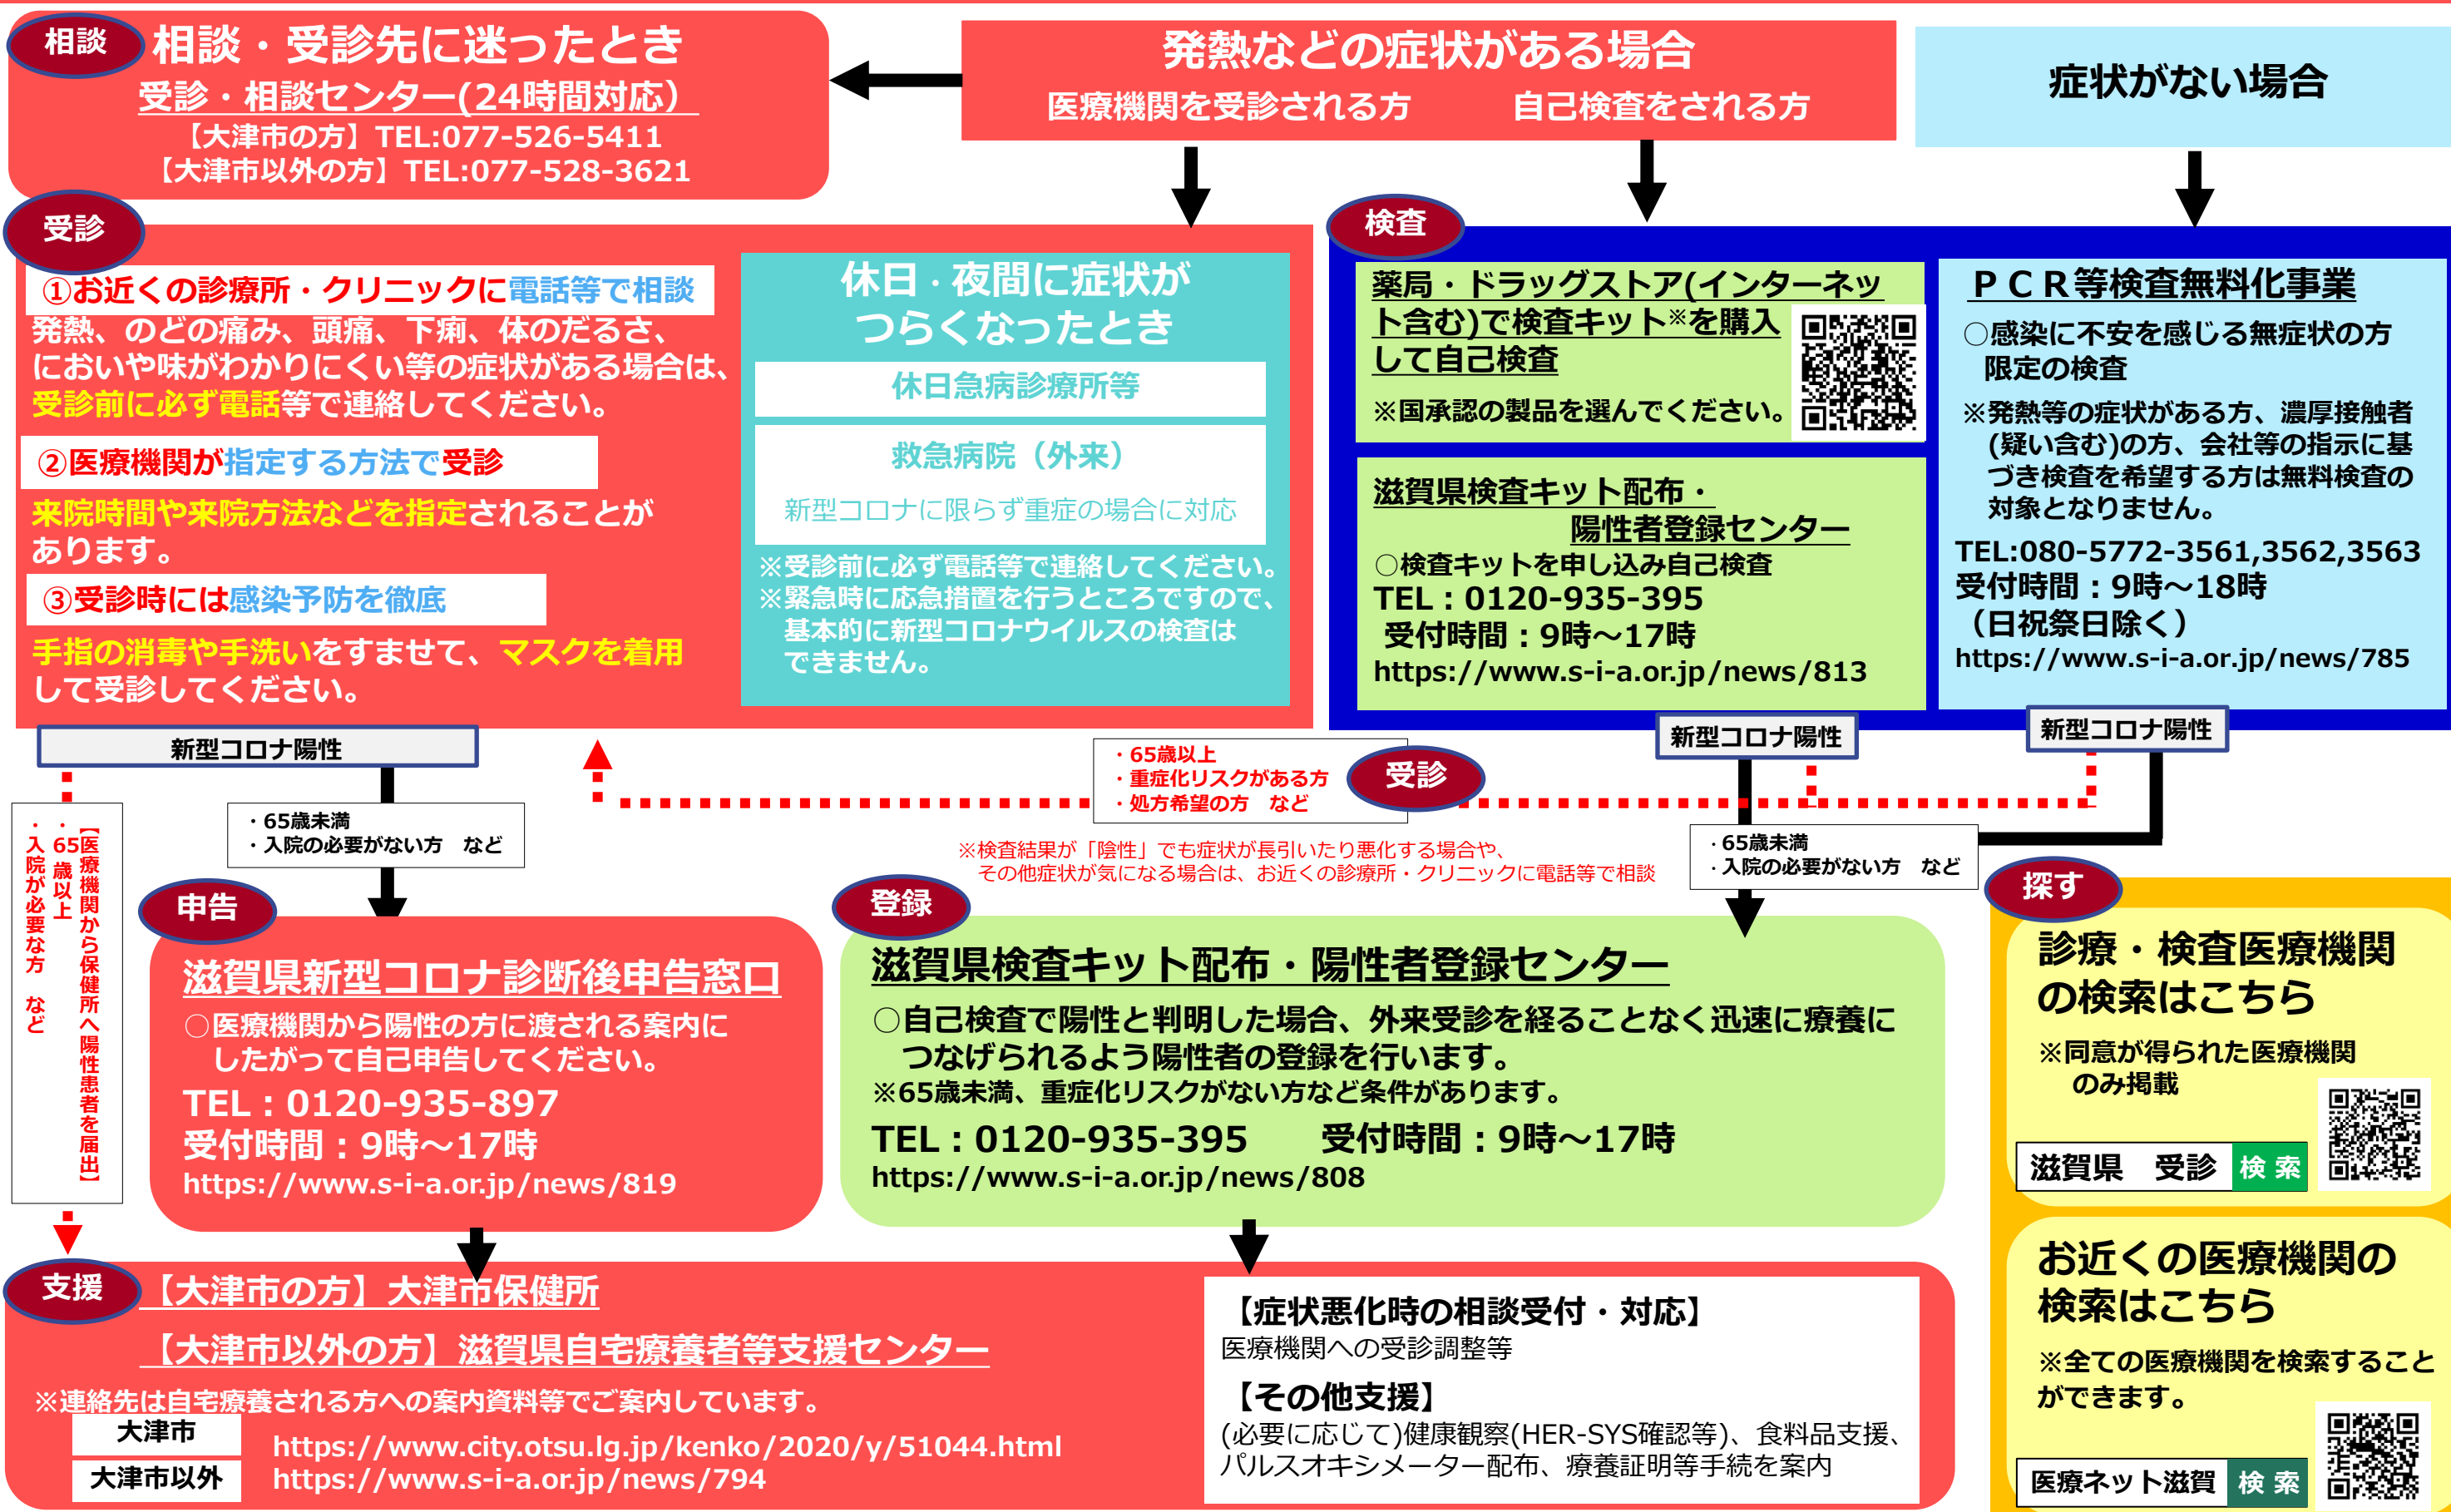 相談
相談・受診先に迷ったとき
受診・相談センター(24時間対応）
【大津市の方】TEL:077-526-5411
【大津市以外の方】TEL:077-528-3621
発熱などの症状がある場合
医療機関を受診される方　自己検査をされる方
症状がない場合
受診
①お近くの診療所・クリニックに電話等で相談
発熱、のどの痛み、頭痛、下痢、体のだるさ、
においや味がわかりにくい等の症状がある場合は、
受診前に必ず電話等で連絡してください。
②医療機関が指定する方法で受診
来院時間や来院方法などを指定されることが
あります。
③受診時には感染予防を徹底
手指の消毒や手洗いをすませて、マスクを着用
して受診してください。
休日・夜間に症状が
つらくなったとき
休日急病診療所等
救急病院（外来）
新型コロナに限らず重症の場合に対応
※受診前に必ず電話等で連絡してください。
※緊急時に応急措置を行うところですので、
基本的に新型コロナウイルスの検査は
できません。
検査
薬局・ドラッグストア(インターネッ
ト含む)で検査キット※を購入
して自己検査
※国承認の製品を選んでください。
滋賀県検査キット配布・
陽性者登録センター
○検査キットを申し込み自己検査
TEL：0120-935-395
受付時間：9時～17時
https://www.s-i-a.or.jp/news/813
ＰＣＲ等検査無料化事業
○感染に不安を感じる無症状の方
限定の検査
※発熱等の症状がある方、濃厚接触者
(疑い含む)の方、会社等の指示に基
づき検査を希望する方は無料検査の
対象となりません。
TEL:080-5772-3561,3562,3563
受付時間：9時～18時
（日祝祭日除く）
https://www.s-i-a.or.jp/news/785
新型コロナ陽性
新型コロナ陽性
新型コロナ陽性
・65歳以上
・重症化リスクがある方
・処方希望の方　など
受診
【医療機関から保健所へ陽性患者を届出】
・65歳以上
・入院が必要な方　など
・65歳未満
・入院の必要がない方　など
※検査結果が「陰性」でも症状が長引いたり悪化する場合や、
その他症状が気になる場合は、お近くの診療所・クリニックに電話等で相談
・65歳未満
・入院の必要がない方　など
申告
滋賀県新型コロナ診断後申告窓口
○医療機関から陽性の方に渡される案内に
したがって自己申告してください。
TEL：0120-935-897
受付時間：9時～17時
https://www.s-i-a.or.jp/news/819
登録
滋賀県検査キット配布・陽性者登録センター
○自己検査で陽性と判明した場合、外来受診を経ることなく迅速に療養に
つなげられるよう陽性者の登録を行います。
※65歳未満、重症化リスクがない方など条件があります。
TEL：0120-935-395　受付時間：9時～17時
https://www.s-i-a.or.jp/news/808
探す
診療・検査医療機関
の検索はこちら
※同意が得られた医療機関
のみ掲載
滋賀県　受診　検索
お近くの医療機関の
検索はこちら
※全ての医療機関を検索すること
ができます。
医療ネット滋賀　検索
支援
【大津市の方】大津市保健所
【大津市以外の方】滋賀県自宅療養者等支援センター
※連絡先は自宅療養される方への案内資料等でご案内しています。
大津市　https://www.city.otsu.lg.jp/kenko/2020/y/51044.html
大津市以外　https://www.s-i-a.or.jp/news/794
【症状悪化時の相談受付・対応】
医療機関への受診調整等
【その他支援】
(必要に応じて)健康観察(HER-SYS確認等)、食料品支援、
パルスオキシメーター配布、療養証明等手続を案内